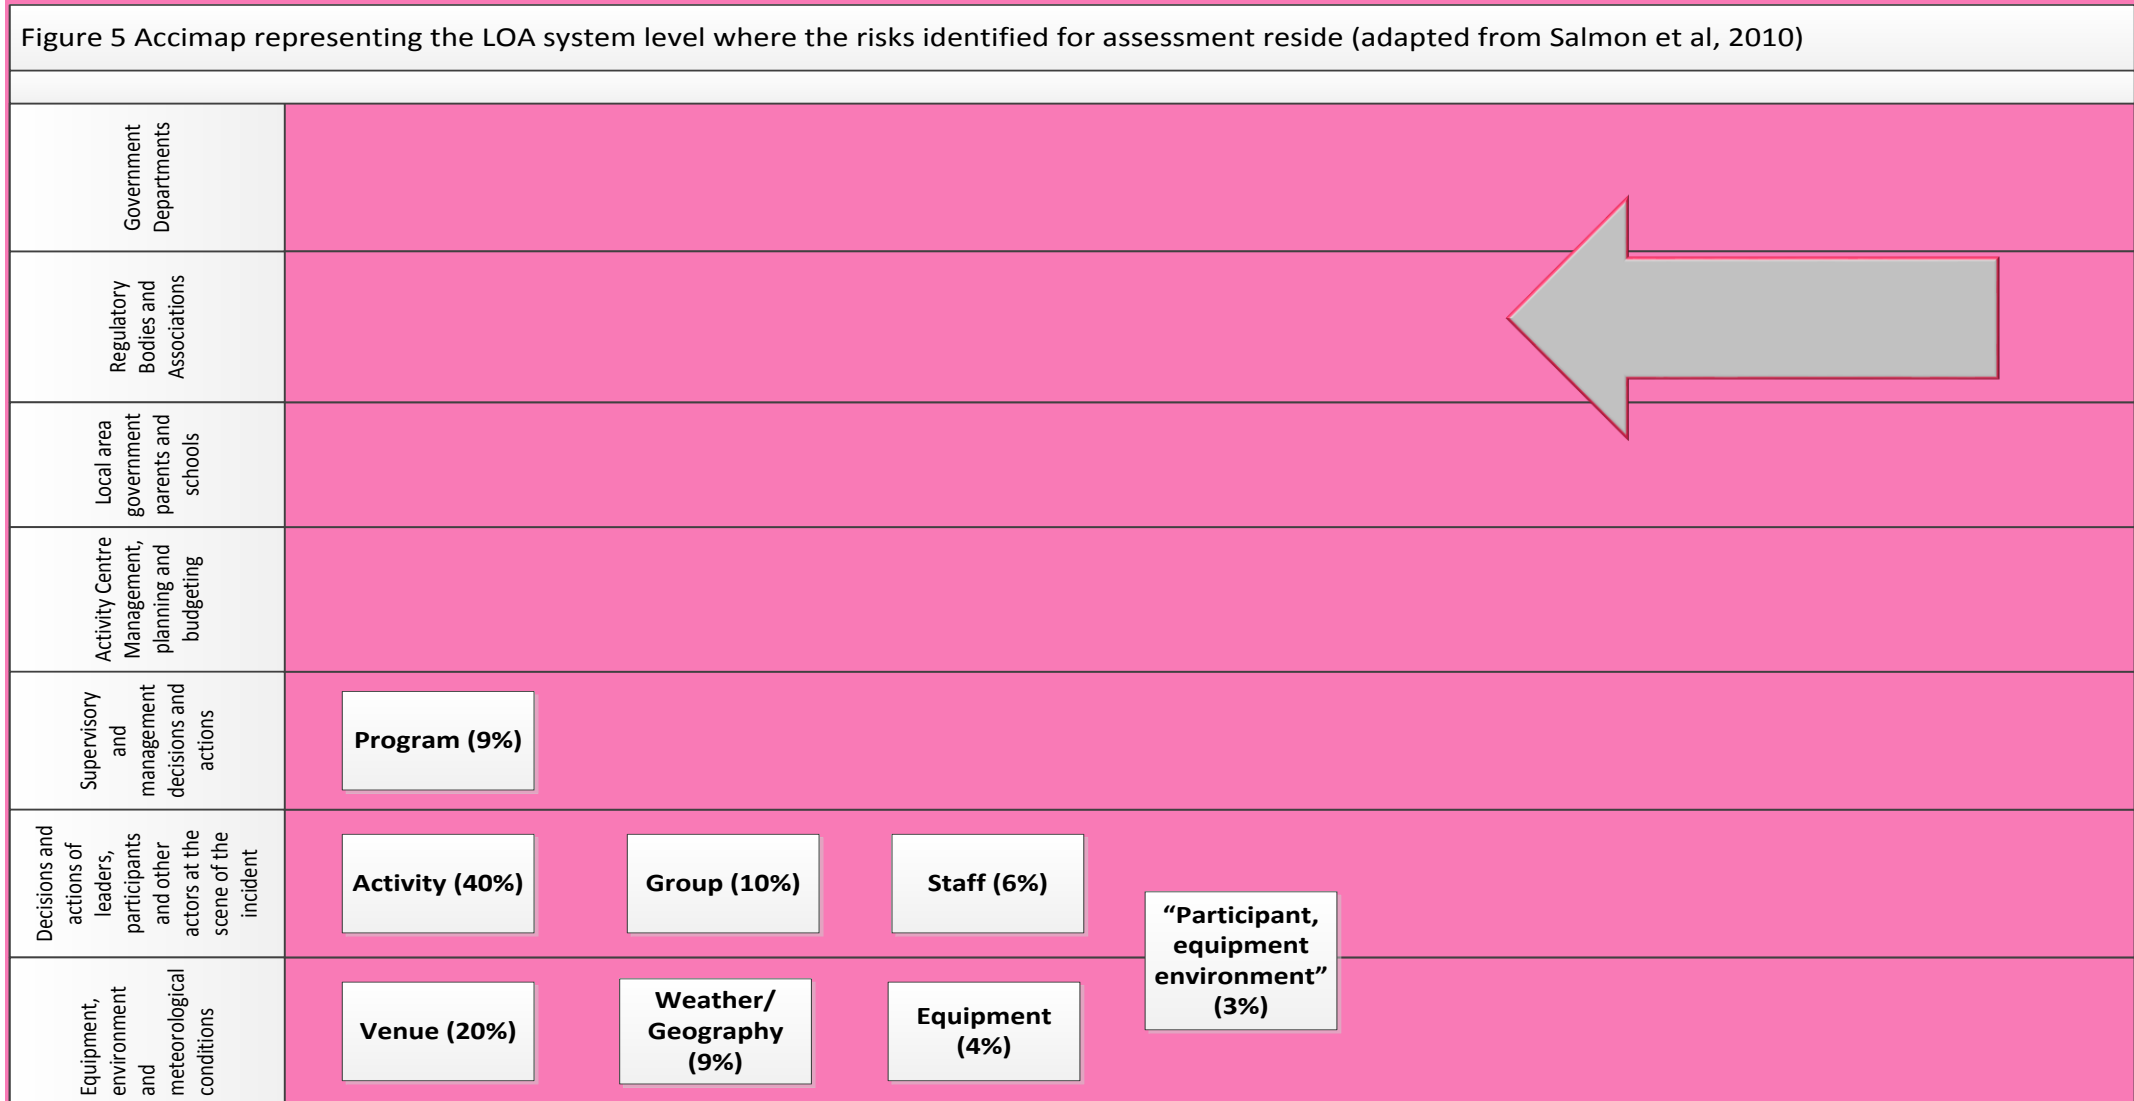 Figure 5 Accimap representing the LOA system level where the risks identified for assessment reside (adapted from Salmon et al, 2010)
Government
Departments
Regulatory
Bodies and
Associations
Local area
government
parents and
schools
Activity Centre
Management,
planning and
budgeting
Supervisory
and
management
decisions and
actions
Program (9%)
Decisions and
actions of
leaders,
participants
and other
actors at the
scene of the
incident
Activity (40%)
Group (10%)
Staff (6%)
“Participant,
equipment
environment”
(3%)
Equipment,
environment
and
meteorological
conditions
Venue (20%)
Weather/
Geography
(9%)
Equipment
(4%)